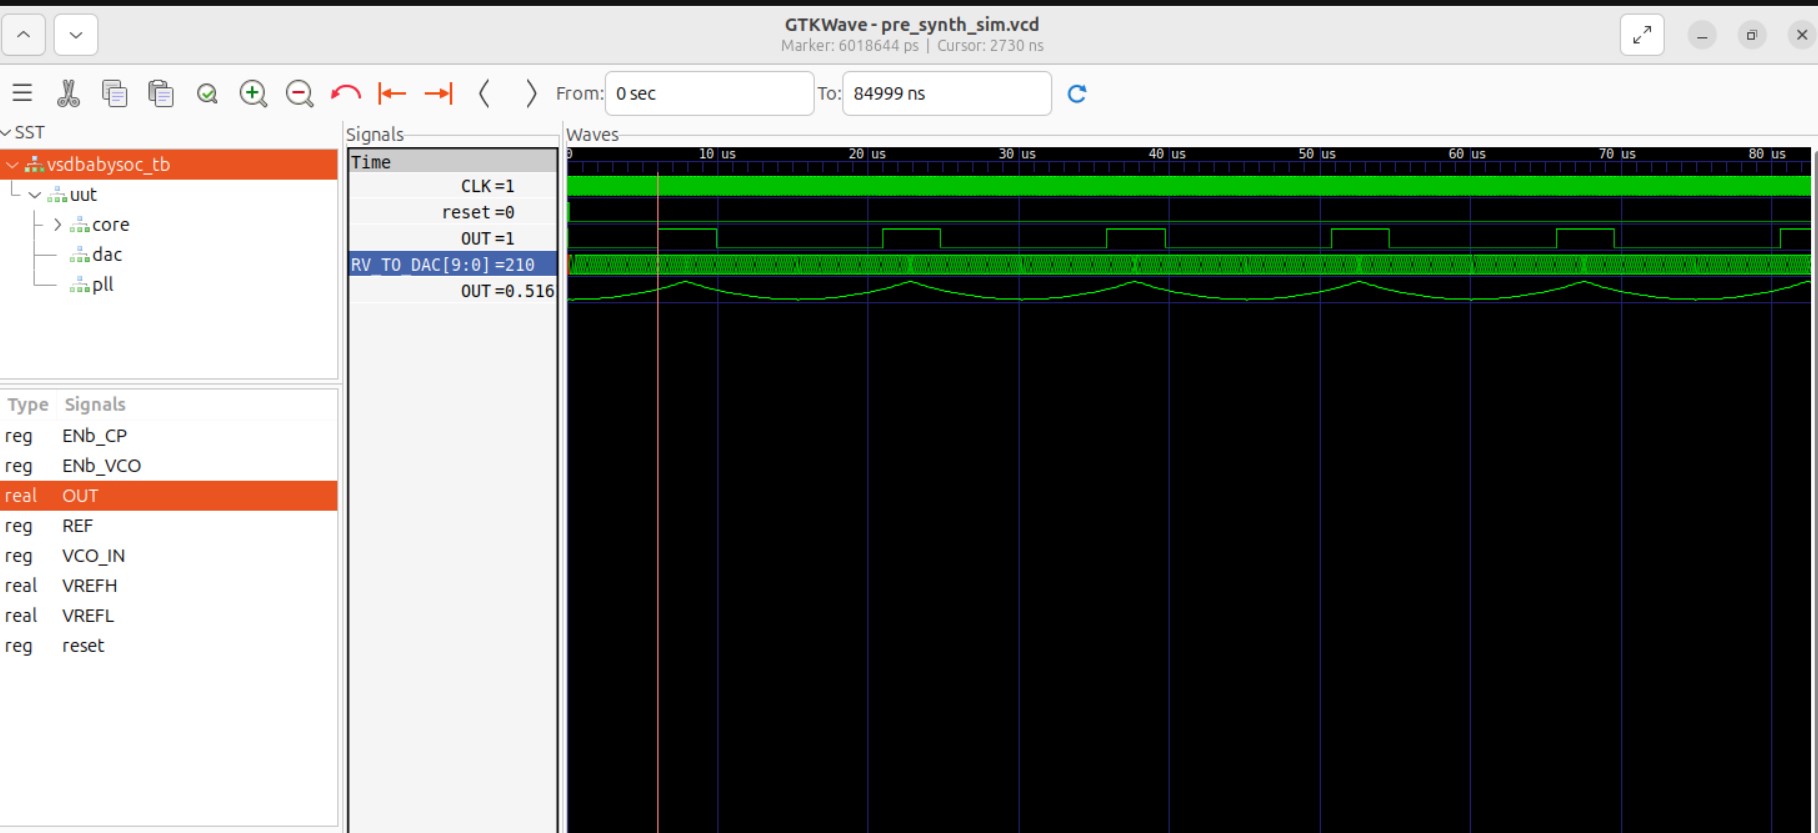 GTKWave - pre_synth_sim.vcd
Marker: 6018644 ps | Cursor: 2730 ns
From: 0 sec To: 84999 ns
SST
vsdbabysoc_tb
uut
core
dac
pll
Type Signals
reg ENb_CP
reg ENb_VCO
real OUT
reg REF
reg VCO_IN
real VREFH
real VREFL
reg reset
Signals
Time
CLK =1
reset =0
OUT =1
RV_TO_DAC[9:0] =210
OUT =0.516
Waves
0 10 us 20 us 30 us 40 us 50 us 60 us 70 us 80 us